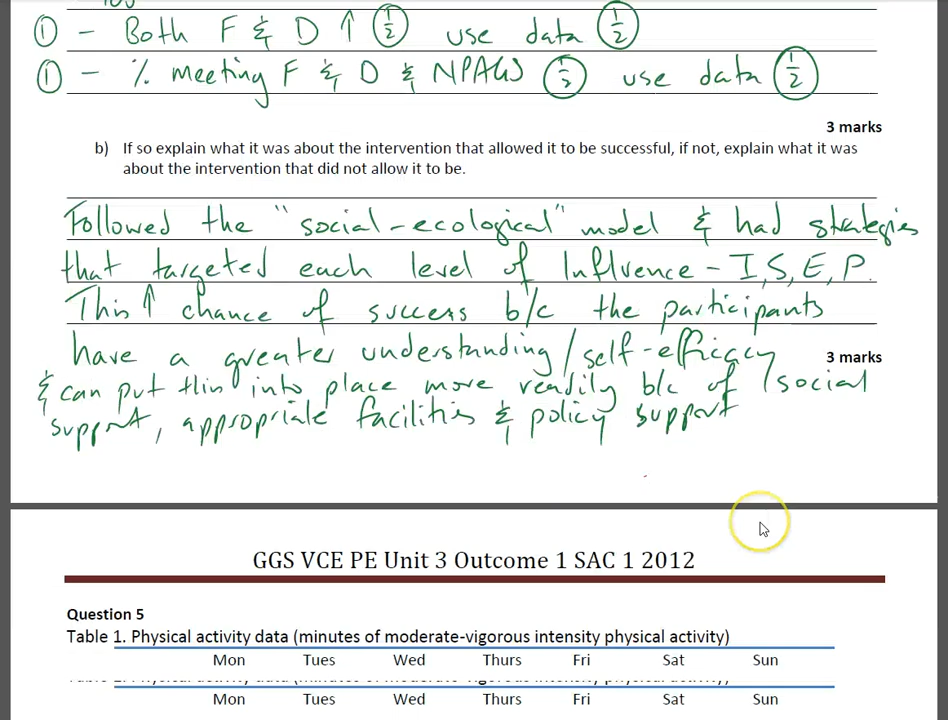 ① - Both F & D ↑ ½ use data ½
① - % meeting F & D & NPAGs ½ use data ½
3 marks
b) If so explain what it was about the intervention that allowed it to be successful, if not, explain what it was
about the intervention that did not allow it to be.
Followed the "social-ecological" model & had strategies
that targeted each level of Influence - I, S, E, P.
This ↑ chance of success b/c the participants
have a greater understanding/self-efficacy
3 marks
& can put this into place more readily b/c of social
support, appropriate facilities & policy support
GGS VCE PE Unit 3 Outcome 1 SAC 1 2012
Question 5
Table 1. Physical activity data (minutes of moderate-vigorous intensity physical activity)
Mon Tues Wed Thurs Fri Sat Sun
Mon Tues Wed Thurs Fri Sat Sun